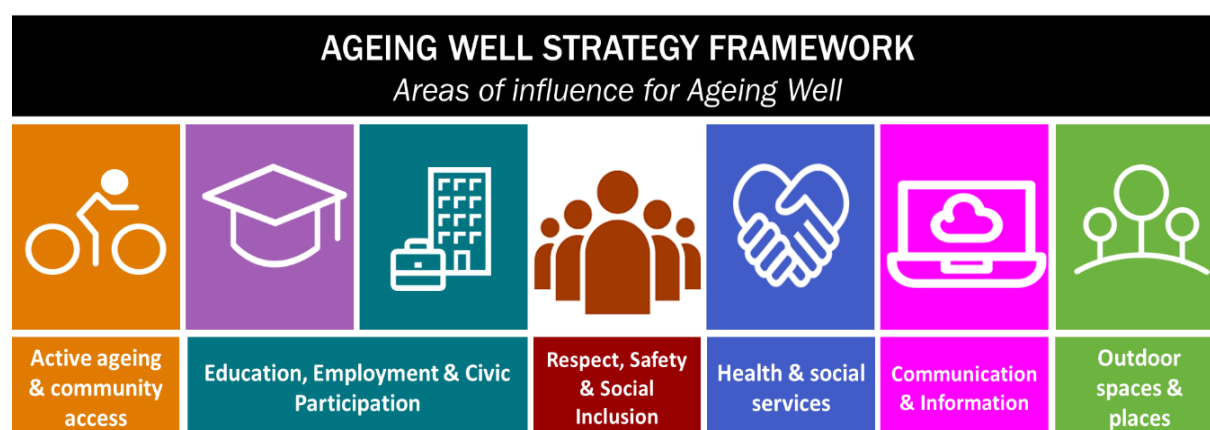 AGEING WELL STRATEGY FRAMEWORK
Areas of influence for Ageing Well
Active ageing
& community
access
Education, Employment & Civic
Participation
Respect, Safety
& Social
Inclusion
Health & social
services
Communication
& Information
Outdoor
spaces &
places